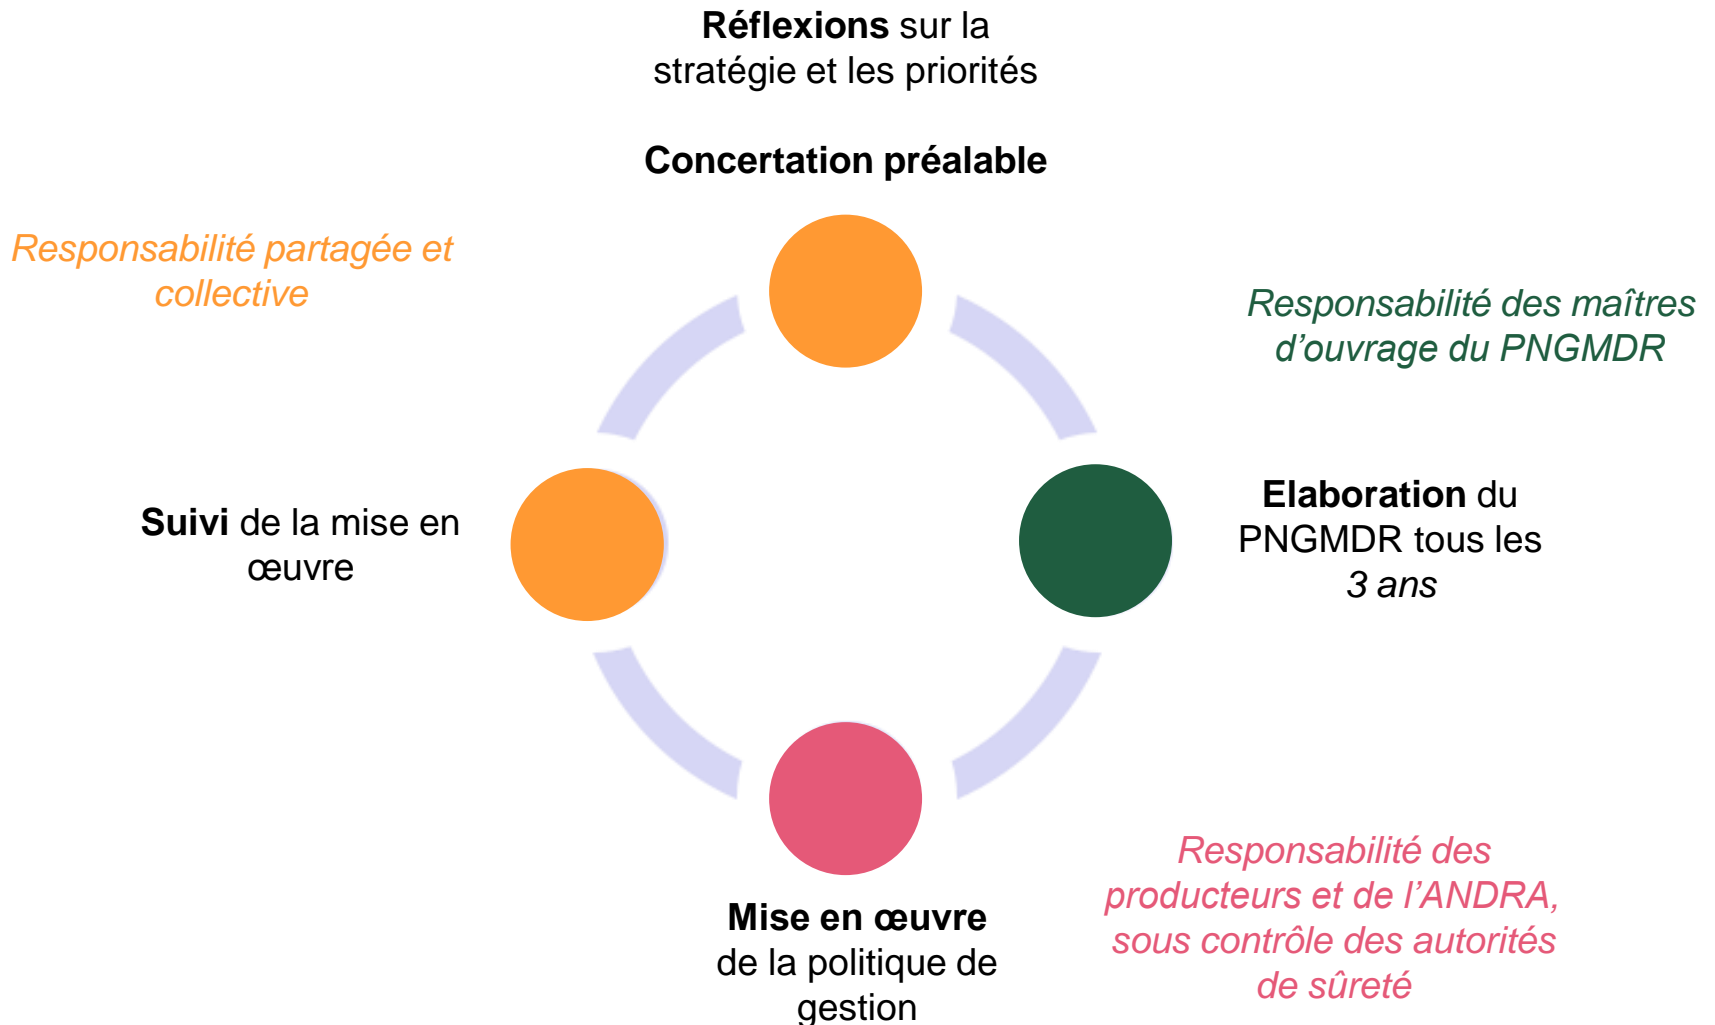 Réflexions sur la
stratégie et les priorités
Concertation préalable
Responsabilité partagée et
collective
Responsabilité des maîtres
d’ouvrage du PNGMDR
Suivi de la mise en
œuvre
Elaboration du
PNGMDR tous les
3 ans
Mise en œuvre
de la politique de
gestion
Responsabilité des
producteurs et de l’ANDRA,
sous contrôle des autorités
de sûreté